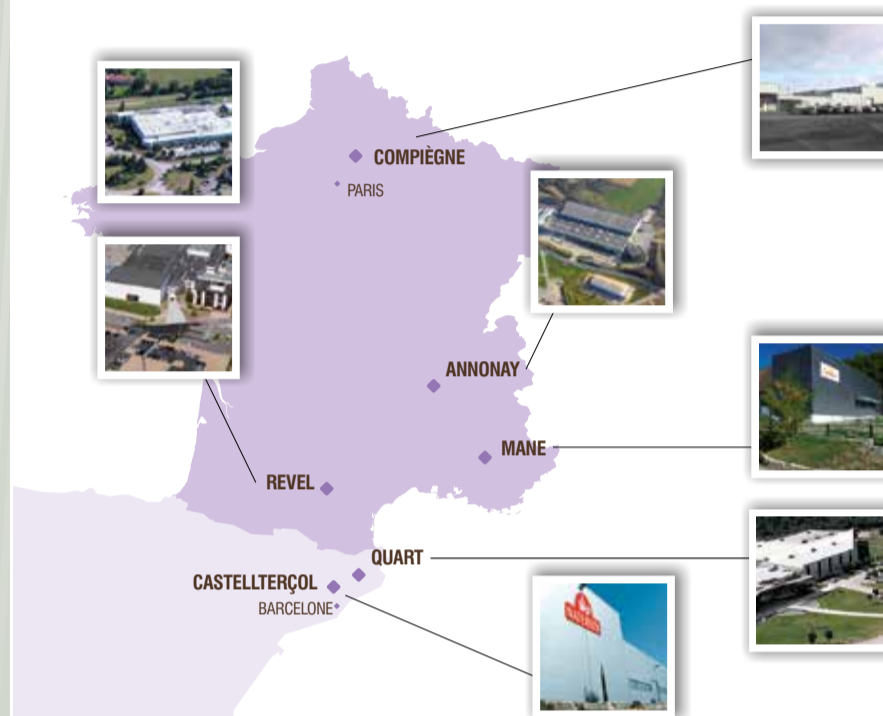 COMPIÈGNE
PARIS
ANNONAY
MANE
REVEL
QUART
CASTELLTERÇOL
BARCELONE